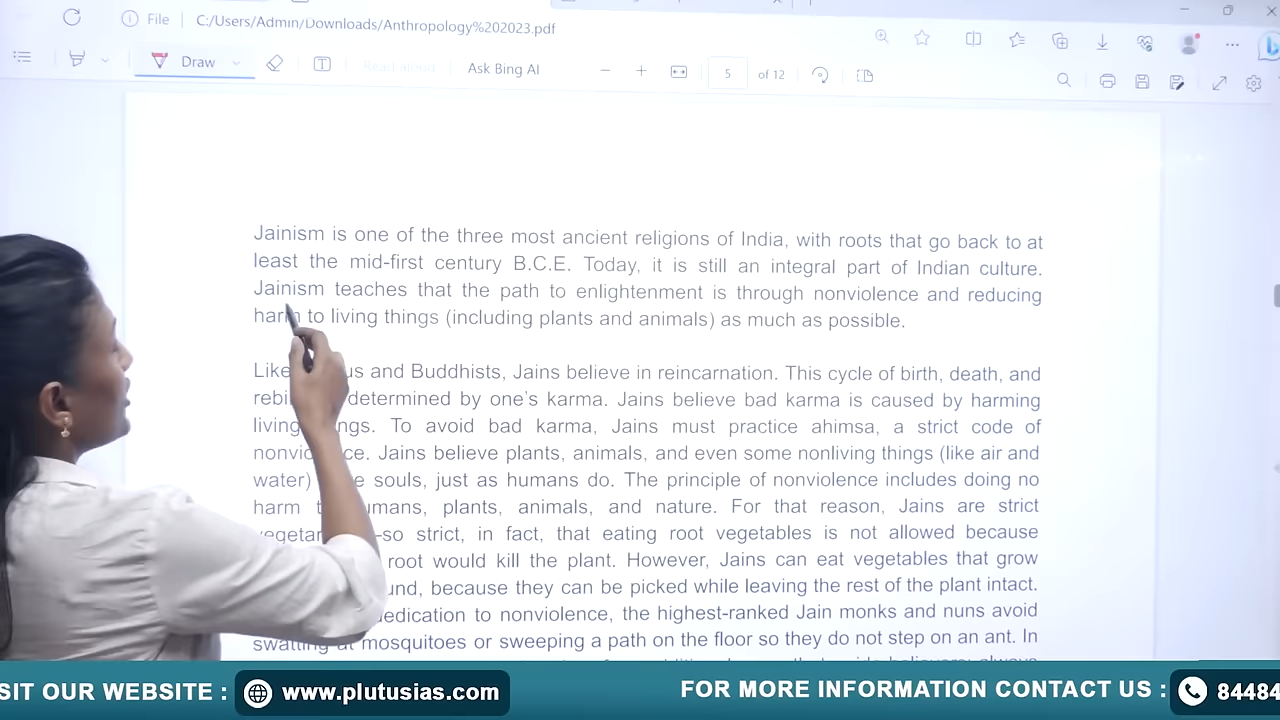 File
C:/Users/Admin/Downloads/Anthropology%202023.pdf
Draw
Read aloud
Ask Bing AI
5 of 12
Jainism is one of the three most ancient religions of India, with roots that go back to at
least the mid-first century B.C.E. Today, it is still an integral part of Indian culture.
Jainism teaches that the path to enlightenment is through nonviolence and reducing
harm to living things (including plants and animals) as much as possible.
Like us and Buddhists, Jains believe in reincarnation. This cycle of birth, death, and
determined by one's karma. Jains believe bad karma is caused by harming
living ngs. To avoid bad karma, Jains must practice ahimsa, a strict code of
nonvio ce. Jains believe plants, animals, and even some nonliving things (like air and
water) souls, just as humans do. The principle of nonviolence includes doing no
harm umans, plants, animals, and nature. For that reason, Jains are strict
so strict, in fact, that eating root vegetables is not allowed because
root would kill the plant. However, Jains can eat vegetables that grow
und, because they can be picked while leaving the rest of the plant intact.
dedication to nonviolence, the highest-ranked Jain monks and nuns avoid
swatting at mosquitoes or sweeping a path on the floor so they do not step on an ant. In
SIT OUR WEBSITE : www.plutusias.com
FOR MORE INFORMATION CONTACT US : 84484